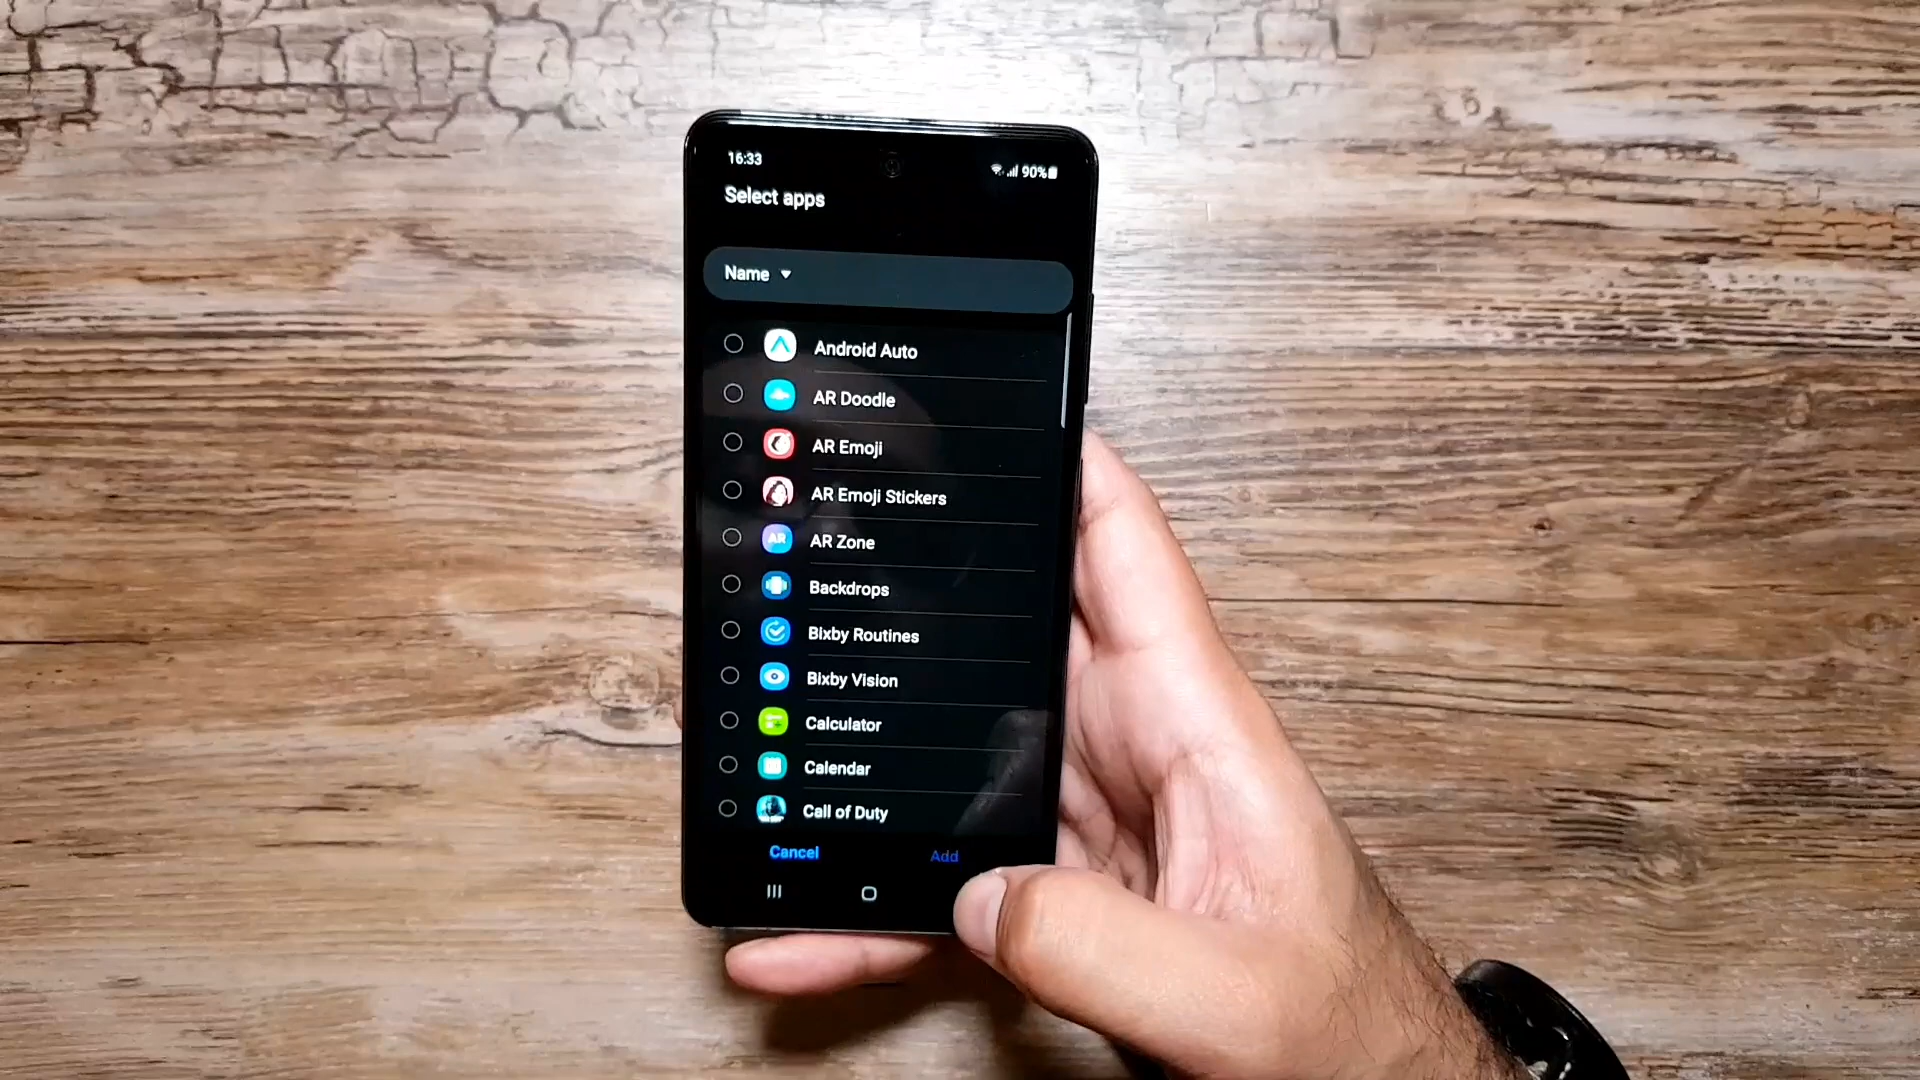 16:33
90%
Select apps
Name
Android Auto
AR Doodle
AR Emoji
AR Emoji Stickers
AR
AR Zone
Backdrops
Bixby Routines
Bixby Vision
Calculator
Calendar
Call of Duty
Cancel
Add